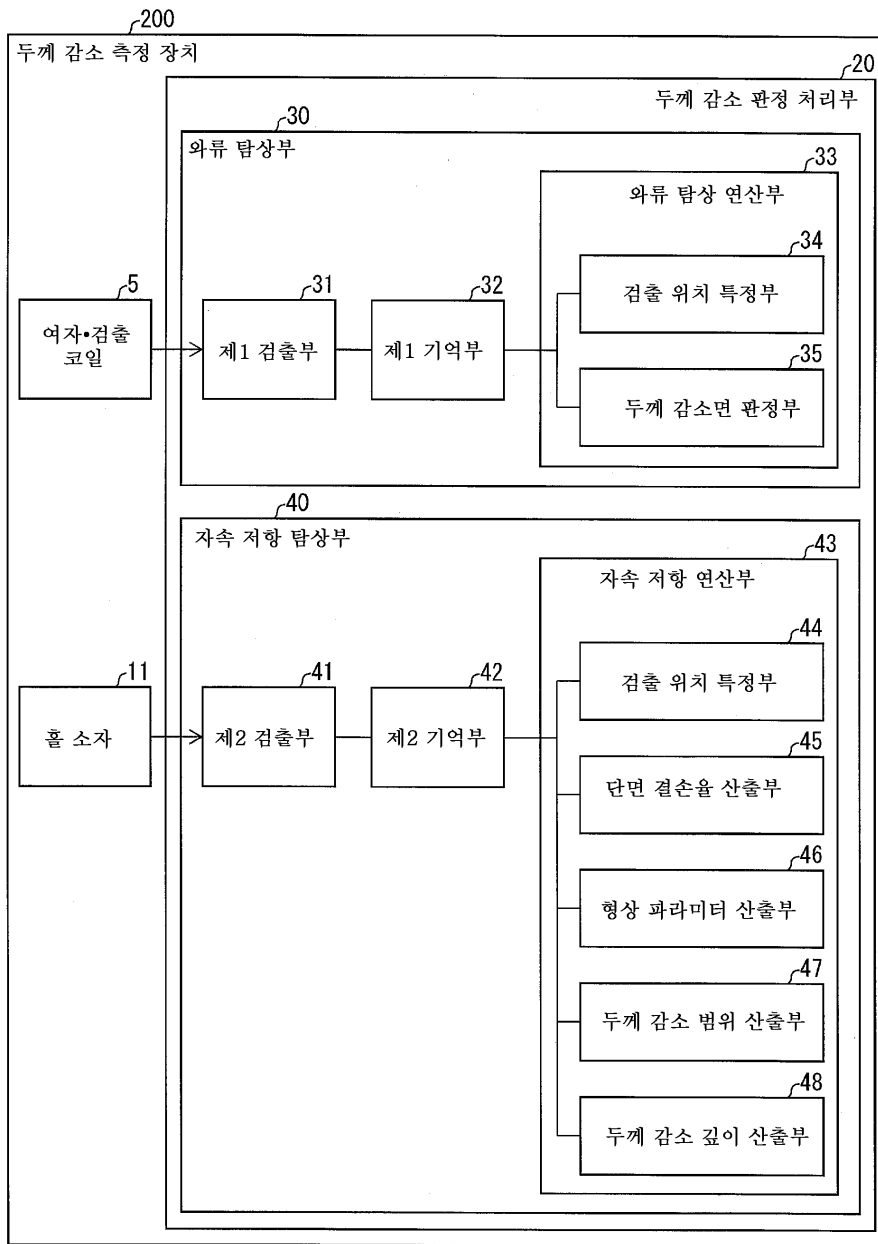 200
두께 감소 측정 장치
20
두께 감소 판정 처리부
30
와류 탐상부
33
와류 탐상 연산부
34
검출 위치 특정부
5
여자•검출
코일
31
제1 검출부
32
제1 기억부
35
두께 감소면 판정부
40
자속 저항 탐상부
43
자속 저항 연산부
44
검출 위치 특정부
11
홀 소자
41
제2 검출부
42
제2 기억부
45
단면 결손율 산출부
46
형상 파라미터 산출부
47
두께 감소 범위 산출부
48
두께 감소 깊이 산출부